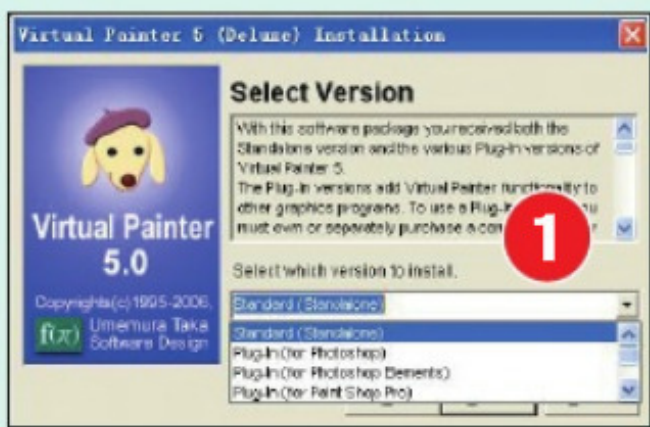 Virtual Painter 5 (Deluxe) Installation
Select Version
With this software package you received both the
Standalone version and the various Plug-In versions of
Virtual Painter 5.
The Plug-in versions add Virtual Painter functionality to
other graphics programs. To use a Plug-In
must own or separately purchase a
1
Select which version to install.
Standard (Standalone)
Standard (Standalone)
Plug-In (for Photoshop)
Plug-In (for Photoshop Elements)
Plug-In (for Paint Shop Pro)
Virtual Painter
5.0
Copyrights(c)1995-2006.
f(π) Umemura Taka
Software Design